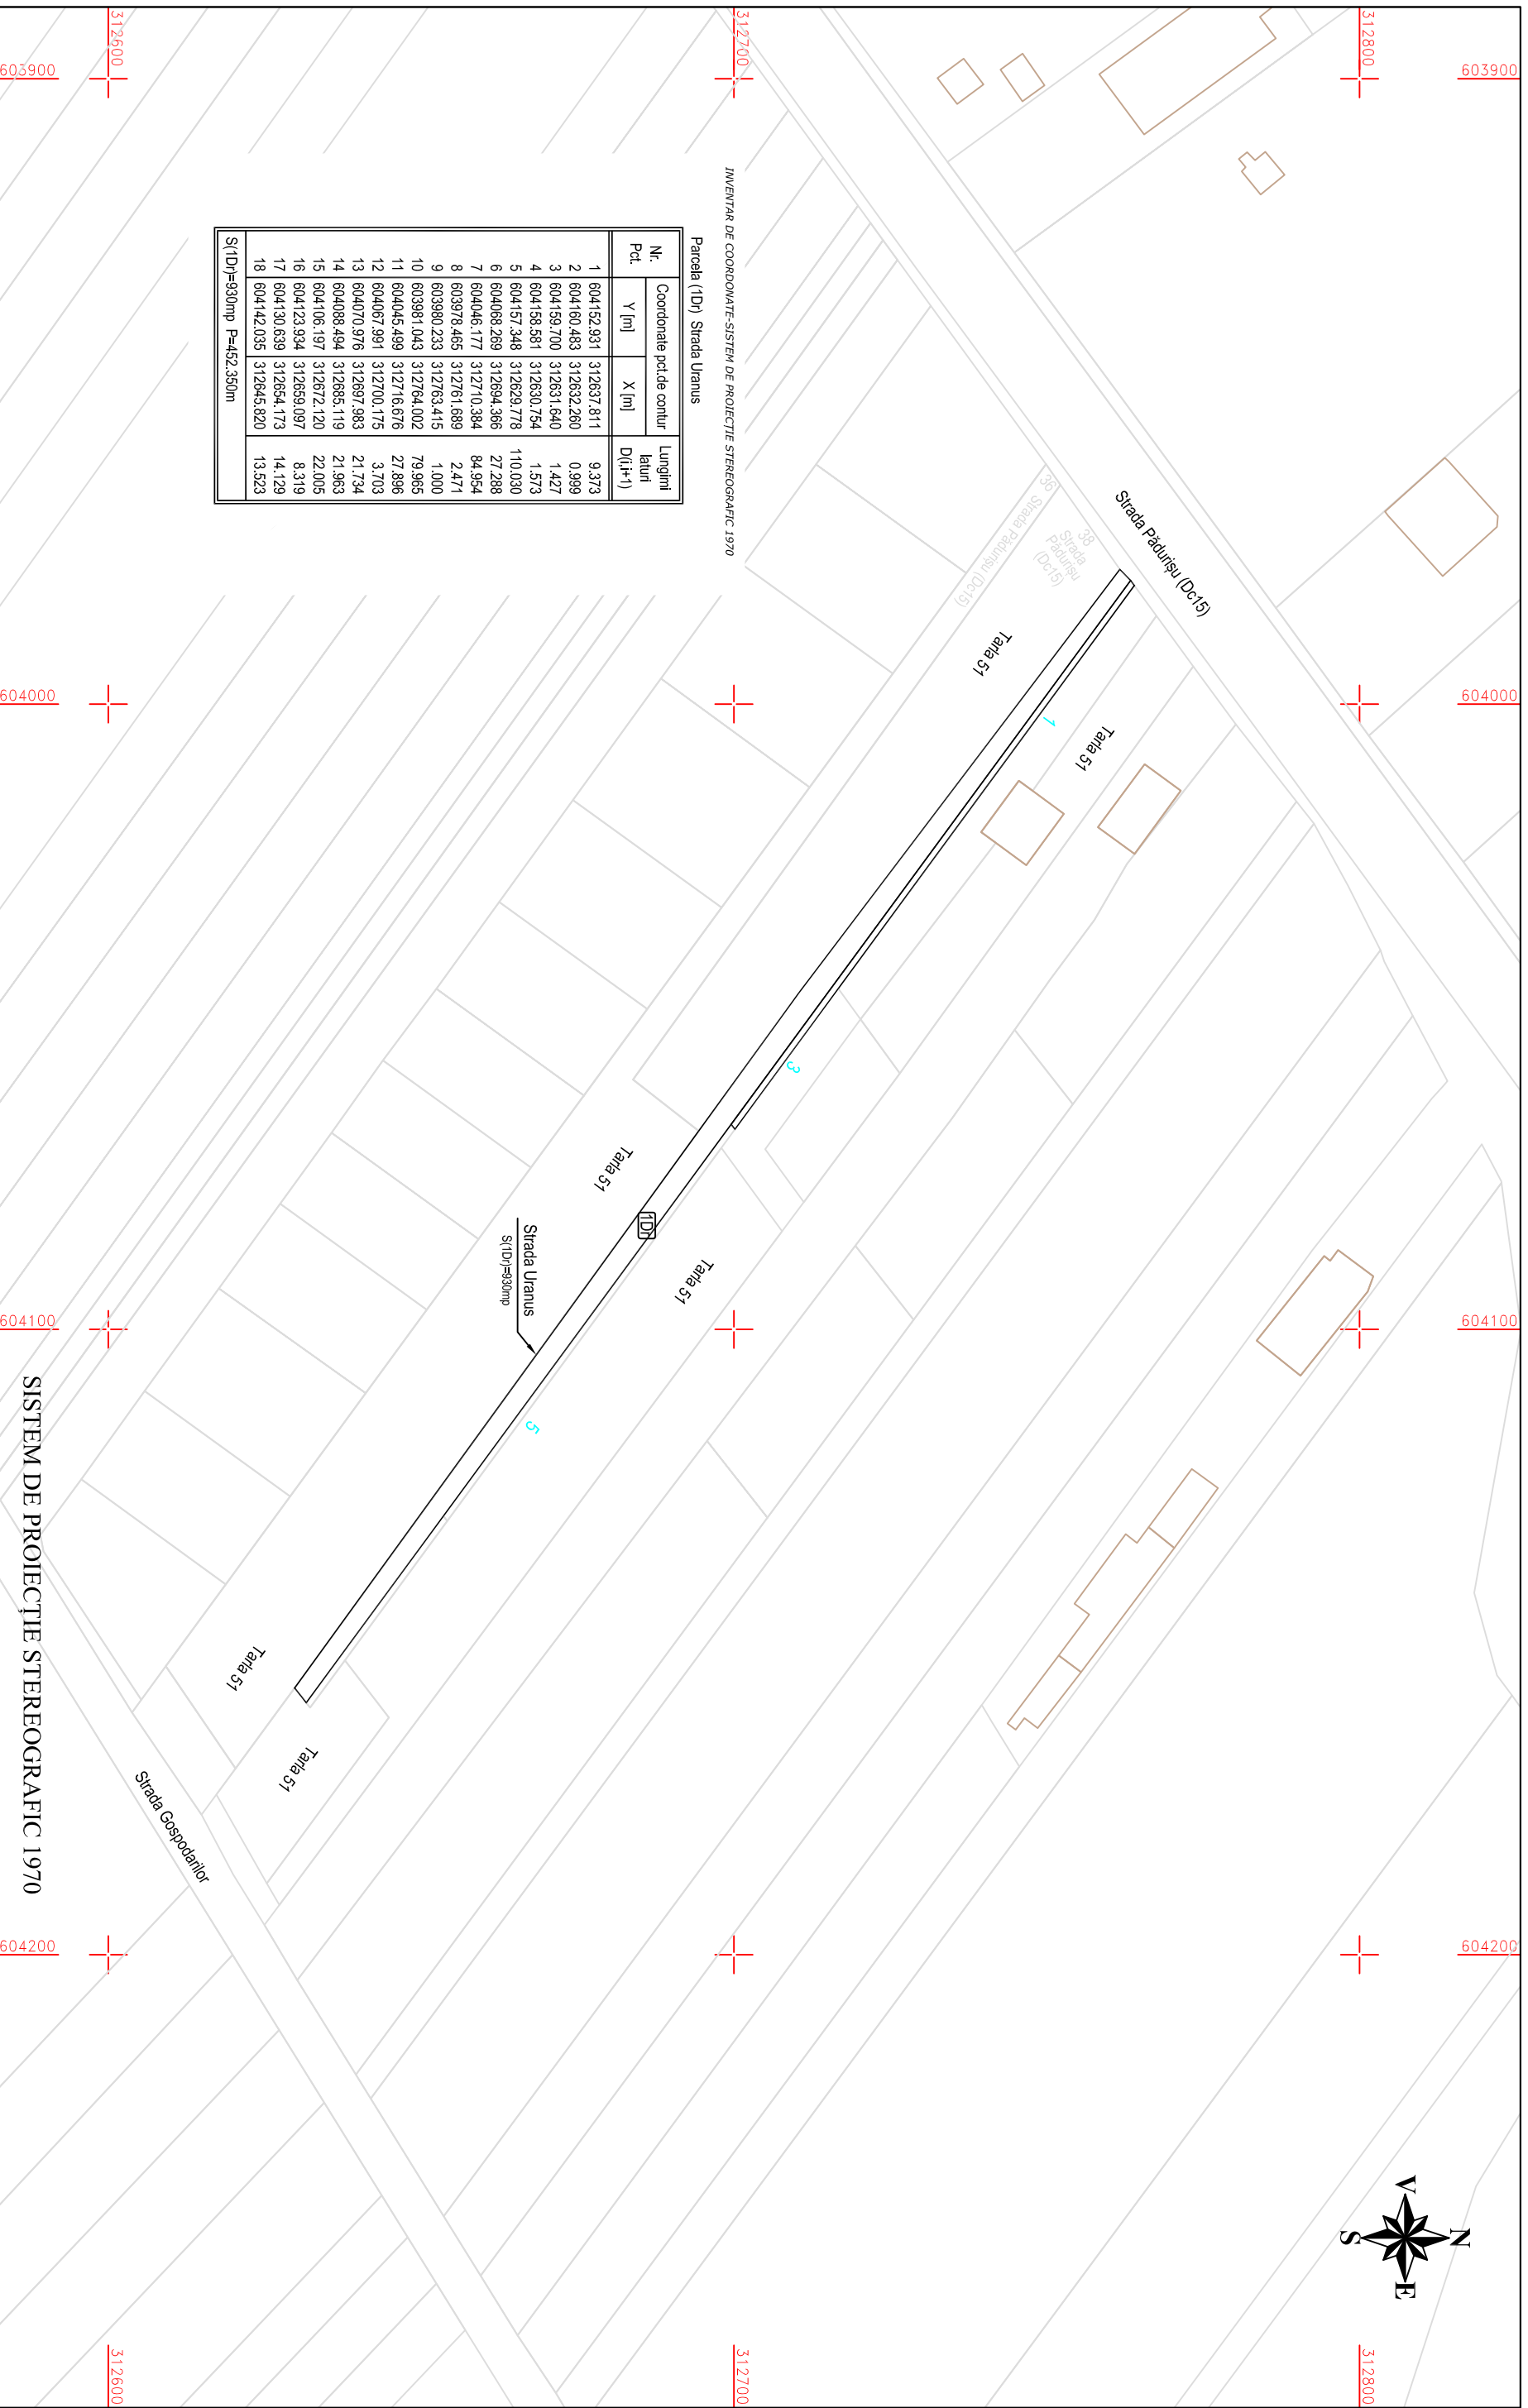 603900
604000
604100
604200
312800
312800
312700
312700
312600
312600
603900
604000
604100
604200
N
V
E
S
Strada Pădurișu (Dc15)
38
Strada
Pădurișu
(Dc15)
36
Strada Pădurișu (Dc15)
Tarla 51
Tarla 51
1
3
Tarla 51
Tarla 51
1Dr
Strada Uranus
S(1Dr)=930mp
5
Tarla 51
Tarla 51
Strada Gospodarilor
INVENTAR DE COORDONATE-SISTEM DE PROIECȚIE STEREOGRAFIC 1970
Parcela (1Dr) Strada Uranus
Nr. Pct. Coordonate pct.de contur Lungimi laturi D(i,i+1)
Y [m] X [m]
1 604152.931 312637.811 9.373
2 604160.483 312632.260 0.999
3 604159.700 312631.640 1.427
4 604158.581 312630.754 1.573
5 604157.348 312629.778 110.030
6 604068.269 312694.366 27.288
7 604046.177 312710.384 84.954
8 603978.465 312761.689 2.471
9 603980.233 312763.415 1.000
10 603981.043 312764.002 79.965
11 604045.499 312716.676 27.896
12 604067.991 312700.175 3.703
13 604070.976 312697.983 21.734
14 604088.494 312685.119 21.963
15 604106.197 312672.120 22.005
16 604123.934 312659.097 8.319
17 604130.639 312654.173 14.129
18 604142.035 312645.820 13.523
S(1Dr)=930mp P=452.350m
SISTEM DE PROIECȚIE STEREOGRAFIC 1970